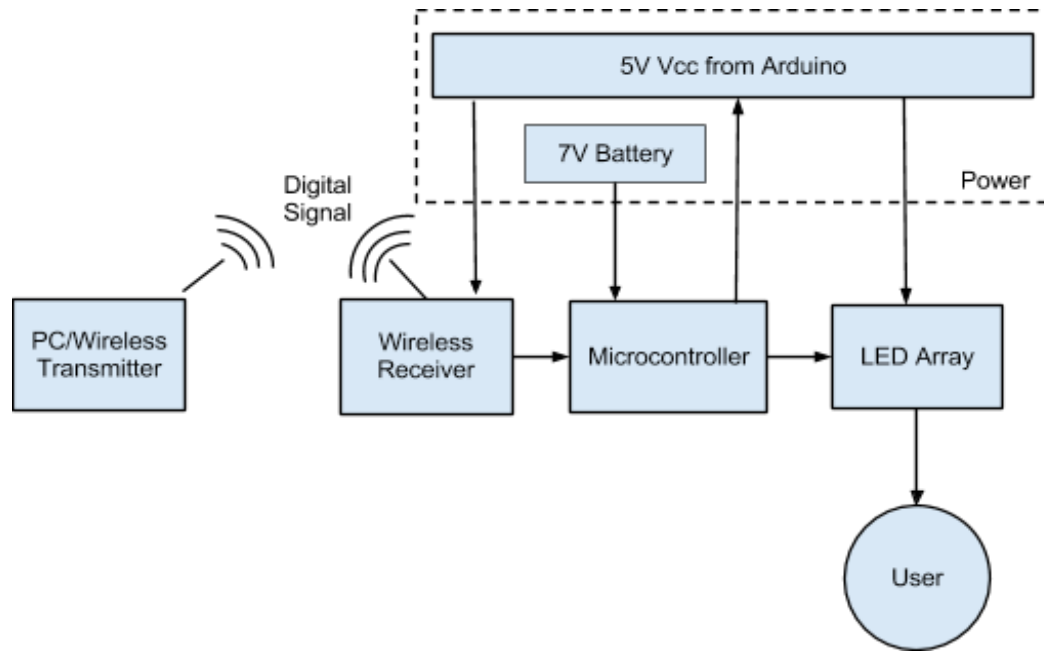 5V Vcc from Arduino
7V Battery
Power
Digital
Signal
PC/Wireless
Transmitter
Wireless
Receiver
Microcontroller
LED Array
User